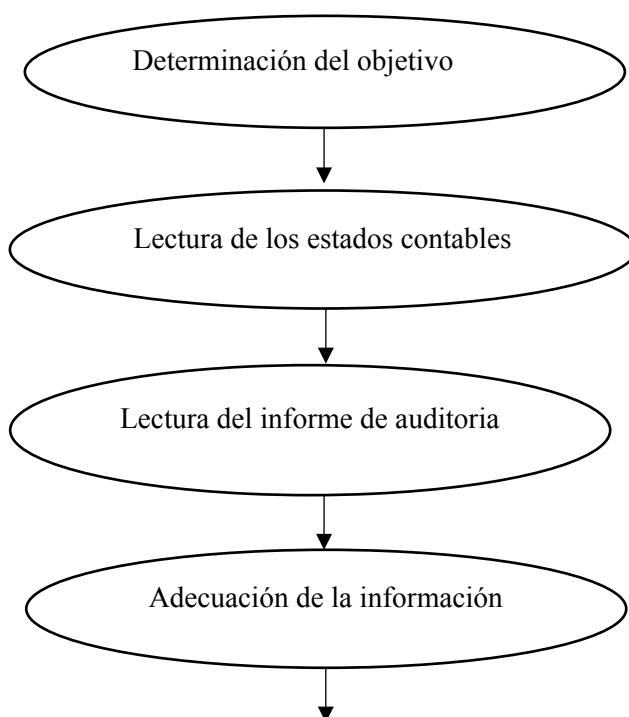 Determinación del objetivo
Lectura de los estados contables
Lectura del informe de auditoria
Adecuación de la información